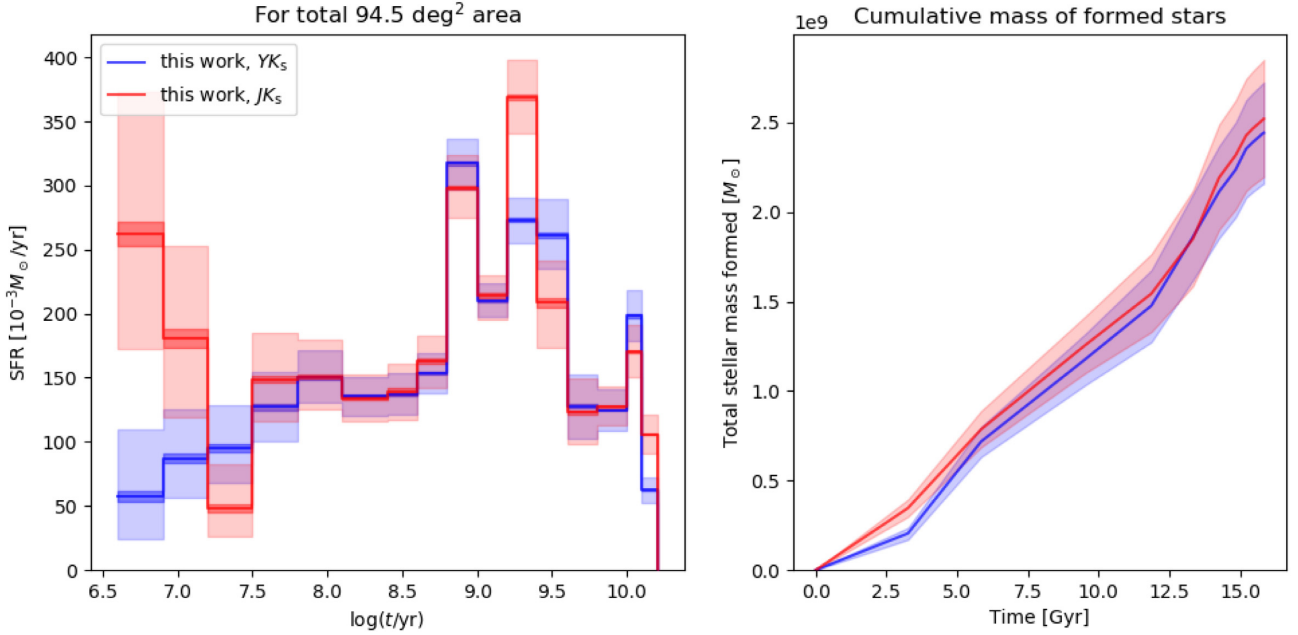 For total 94.5 deg² area
SFR [10⁻³M⊙/yr]
400
350
300
250
200
150
100
50
0
this work, YKₛ
this work, JKₛ
6.5 7.0 7.5 8.0 8.5 9.0 9.5 10.0
log(t/yr)
Cumulative mass of formed stars
1e9
Total stellar mass formed [M⊙]
2.5
2.0
1.5
1.0
0.5
0.0
0.0 2.5 5.0 7.5 10.0 12.5 15.0
Time [Gyr]